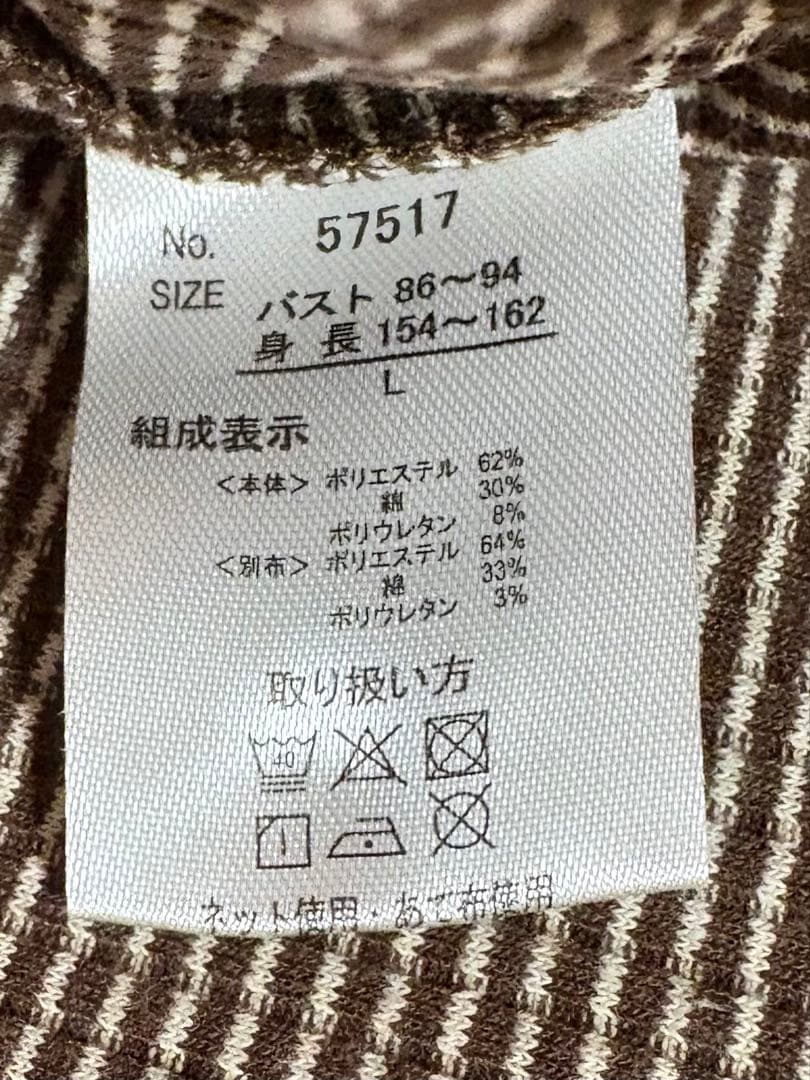 No. 57517
SIZE バスト 86～94
身 長 154～162
L
組成表示
＜本体＞ ポリエステル 62%
綿 30%
ポリウレタン 8%
＜別布＞ ポリエステル 64%
綿 33%
ポリウレタン 3%
取り扱い方
40
ネット使用・あて布使用